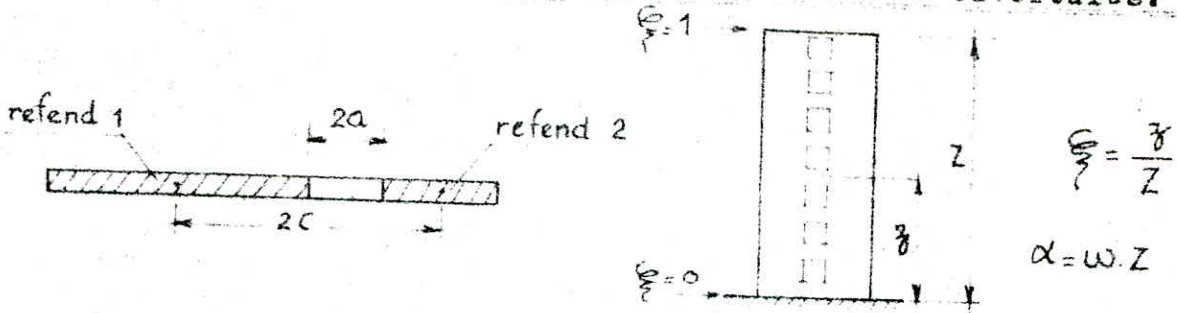 ξ = 1
refend 1
2a
refend 2
2C
Z
ξ = z/Z
z
α = ω. Z
ξ = 0